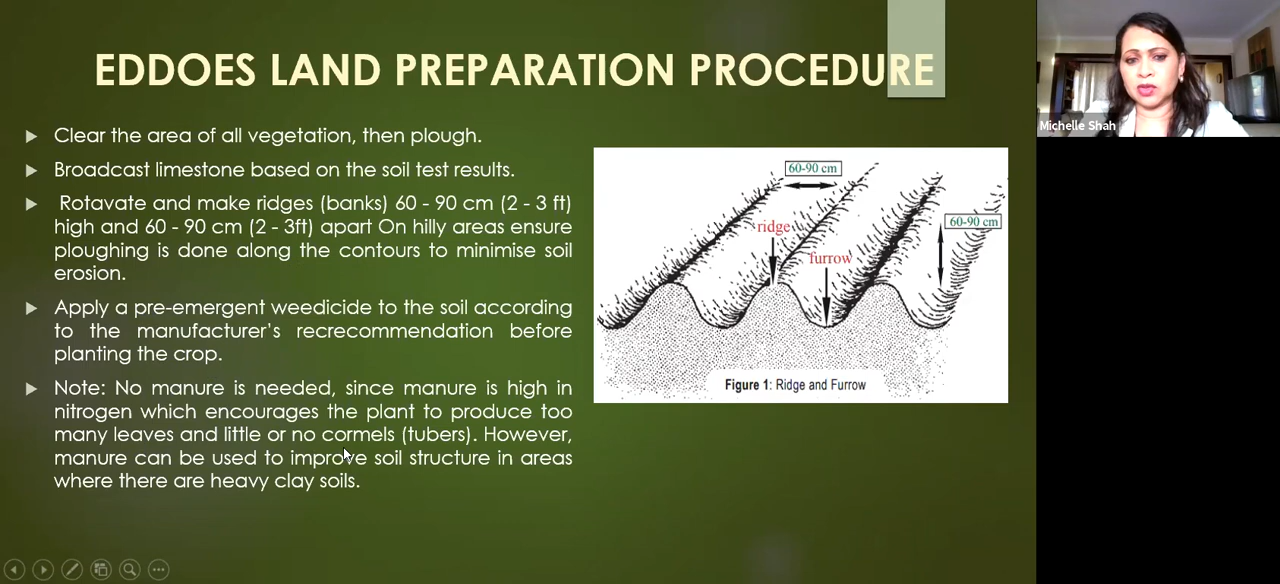 EDDOES LAND PREPARATION PROCEDURE
Clear the area of all vegetation, then plough.
Broadcast limestone based on the soil test results.
Rotavate and make ridges (banks) 60 - 90 cm (2 - 3 ft)
high and 60 - 90 cm (2 - 3ft) apart On hilly areas ensure
ploughing is done along the contours to minimise soil
erosion.
Apply a pre-emergent weedicide to the soil according
to the manufacturer's recrecommendation before
planting the crop.
Note: No manure is needed, since manure is high in
nitrogen which encourages the plant to produce too
many leaves and little or no cormels (tubers). However,
manure can be used to improve soil structure in areas
where there are heavy clay soils.
60-90 cm
60-90 cm
ridge
furrow
Figure 1: Ridge and Furrow
Michelle Shah